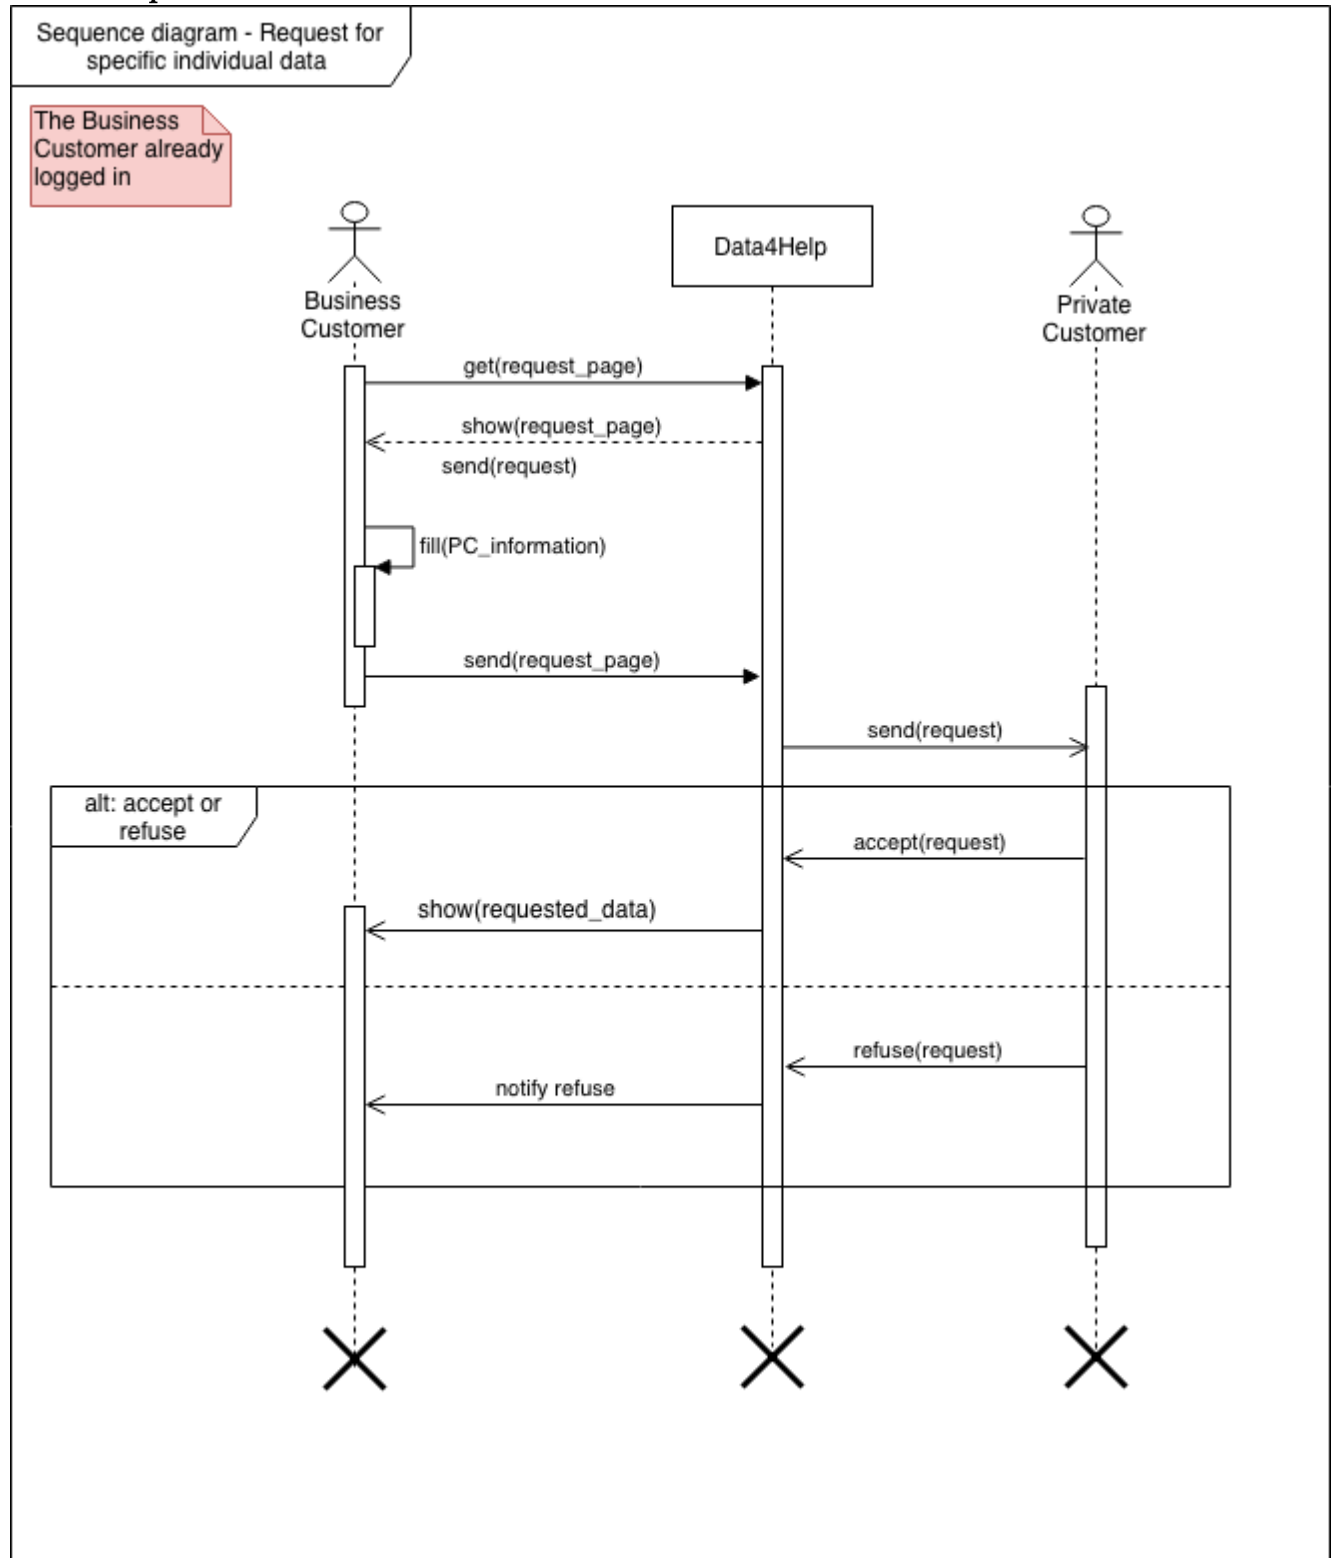 Sequence diagram - Request for
specific individual data
The Business
Customer already
logged in
Business
Customer
Data4Help
Private
Customer
get(request_page)
show(request_page)
send(request)
fill(PC_information)
send(request_page)
send(request)
alt: accept or
refuse
accept(request)
show(requested_data)
refuse(request)
notify refuse